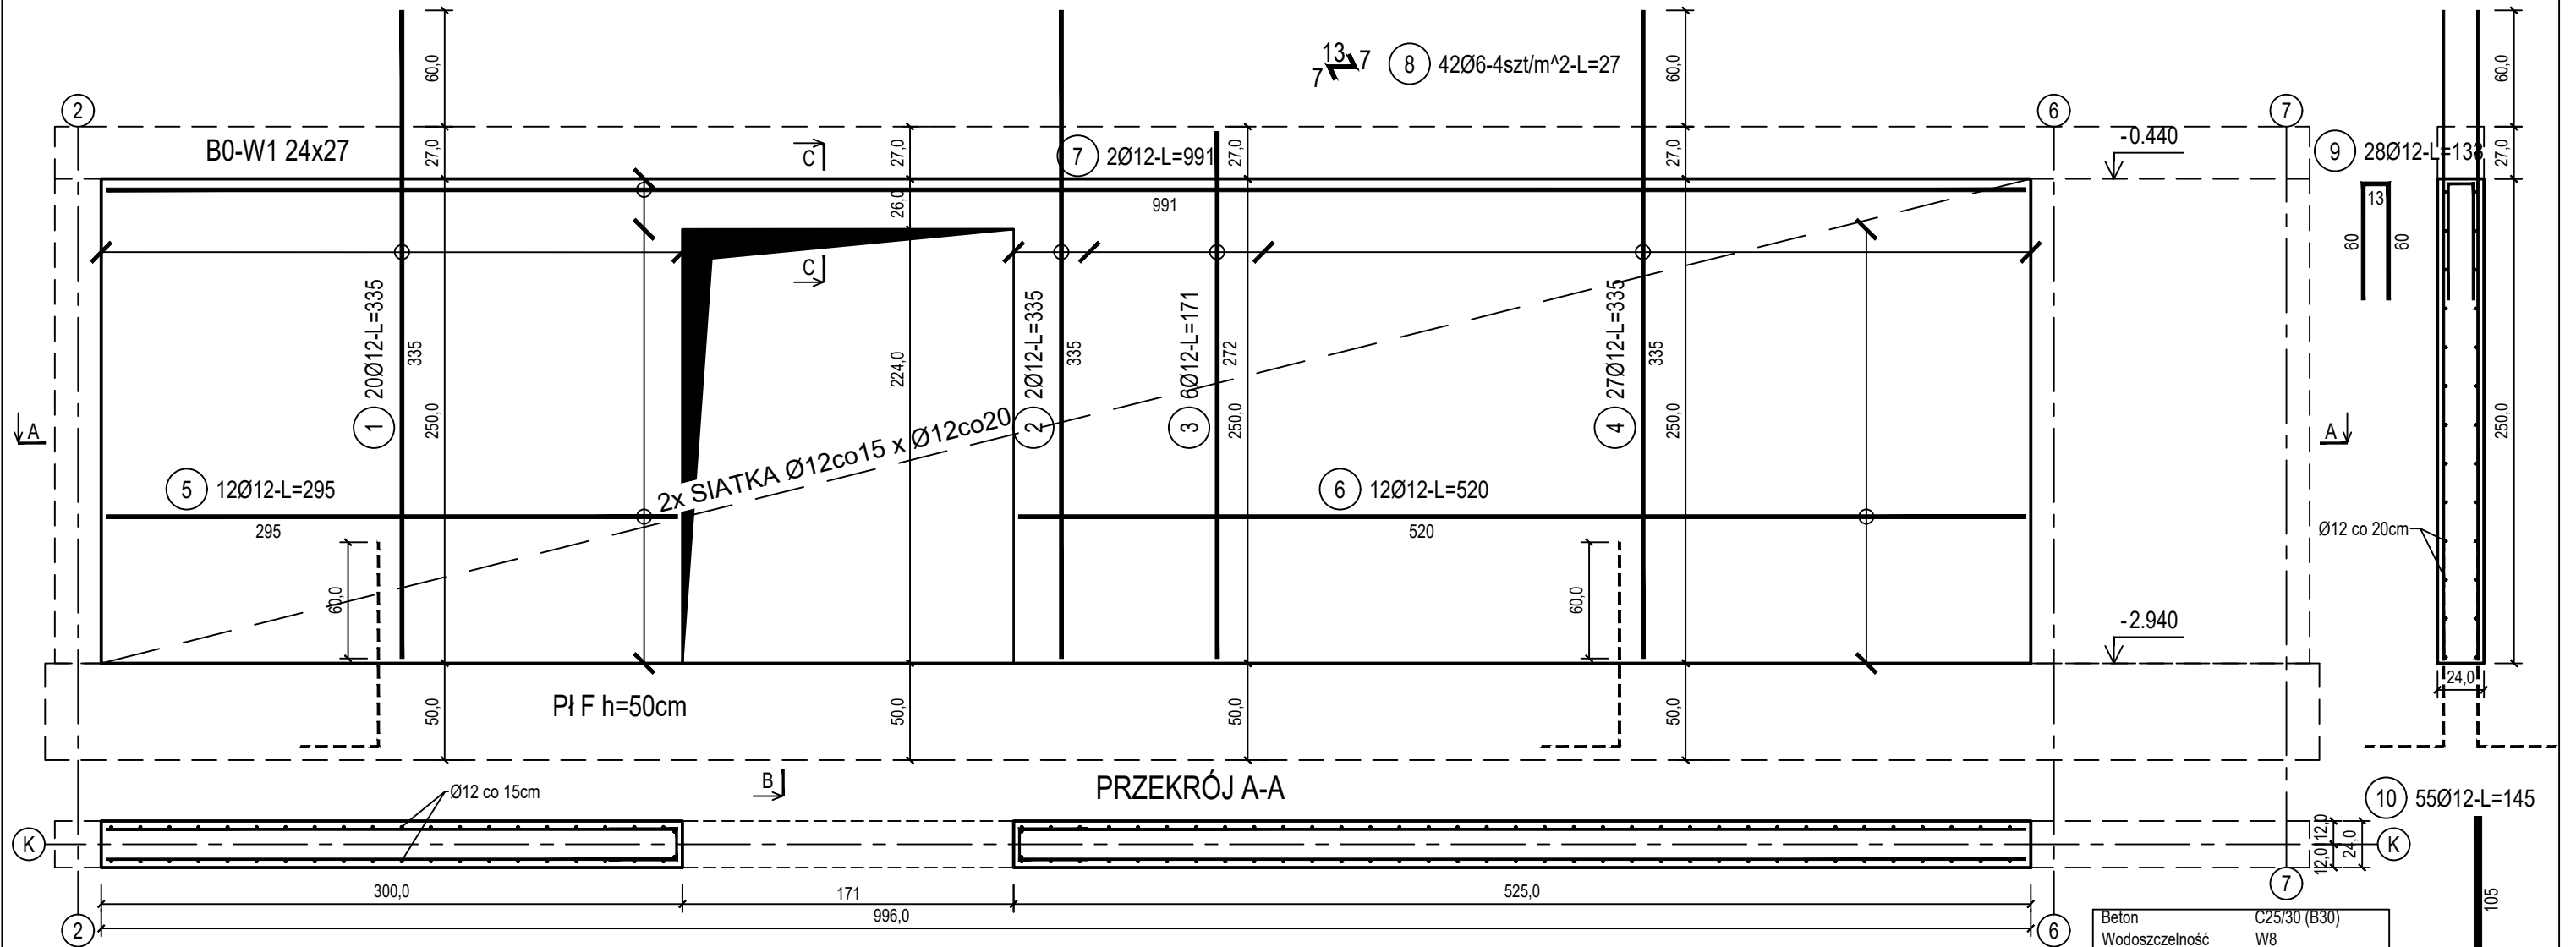 60,0
60,0
60,0
13
7
7
8 42Ø6-4szt/m^2-L=27
2
6
7
B0-W1 24x27
27,0
C
27,0
7 2Ø12-L=991
27,0
27,0
-0.440
9 28Ø12-L=133
27,0
26,0
991
13
60
60
C
1 20Ø12-L=335
335
250,0
224,0
2 2Ø12-L=335
335
3 6Ø12-L=171
272
250,0
4 27Ø12-L=335
335
250,0
250,0
A
A
2x SIATKA Ø12co15 x Ø12co20
5 12Ø12-L=295
295
6 12Ø12-L=520
520
Ø12 co 20cm
60,0
60,0
-2.940
24,0
Pł F h=50cm
50,0
50,0
50,0
50,0
B
PRZEKRÓJ A-A
Ø12 co 15cm
10 55Ø12-L=145
K
12,0
12,0
24,0
K
300,0
171
525,0
7
105
996,0
2
6
Beton C25/30 (B30)
Wodoszczelność W8